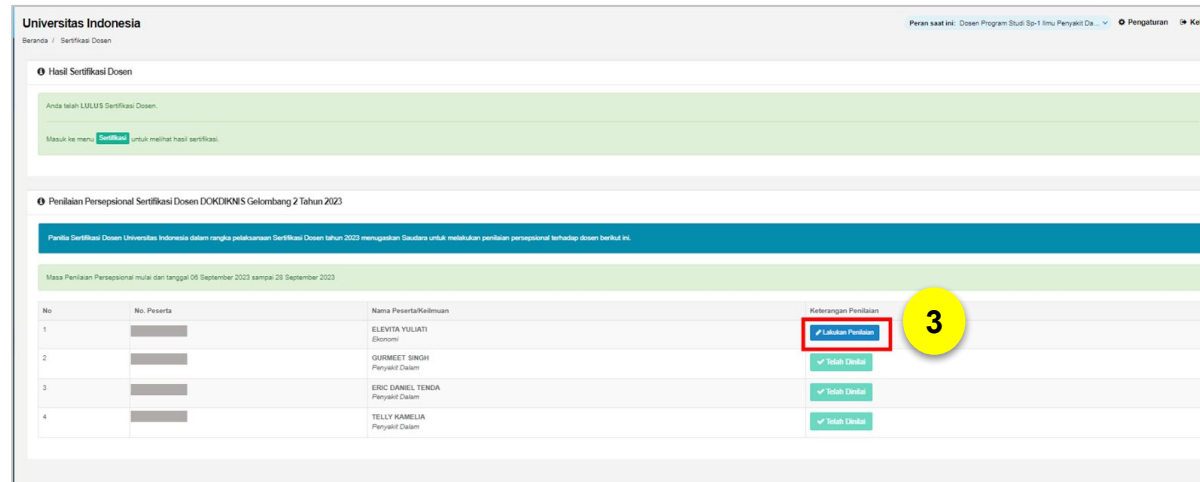 Universitas Indonesia
Peran saat ini: Dosen Program Studi Sp-1 Ilmu Penyakit Da... Pengaturan
Beranda / Sertifikasi Dosen
Hasil Sertifikasi Dosen
Anda telah LULUS Sertifikasi Dosen.
Masuk ke menu Sertifikasi untuk melihat hasil sertifikasi.
Penilaian Persepsional Sertifikasi Dosen DOKDIKNIS Gelombang 2 Tahun 2023
Panitia Sertifikasi Dosen Universitas Indonesia dalam rangka pelaksanaan Sertifikasi Dosen tahun 2023 menugaskan Saudara untuk melakukan penilaian persepsional terhadap dosen berikut ini.
Masa Penilaian Persepsional mulai dari tanggal 06 September 2023 sampai 28 September 2023
No No. Peserta Nama Peserta/Keilmuan Keterangan Penilaian
1 ELEVITA YULIATI Lakukan Penilaian 3
Ekonomi
2 GURMEET SINGH Telah Dinilai
Penyakit Dalam
3 ERIC DANIEL TENDA Telah Dinilai
Penyakit Dalam
4 TELLY KAMELIA Telah Dinilai
Penyakit Dalam